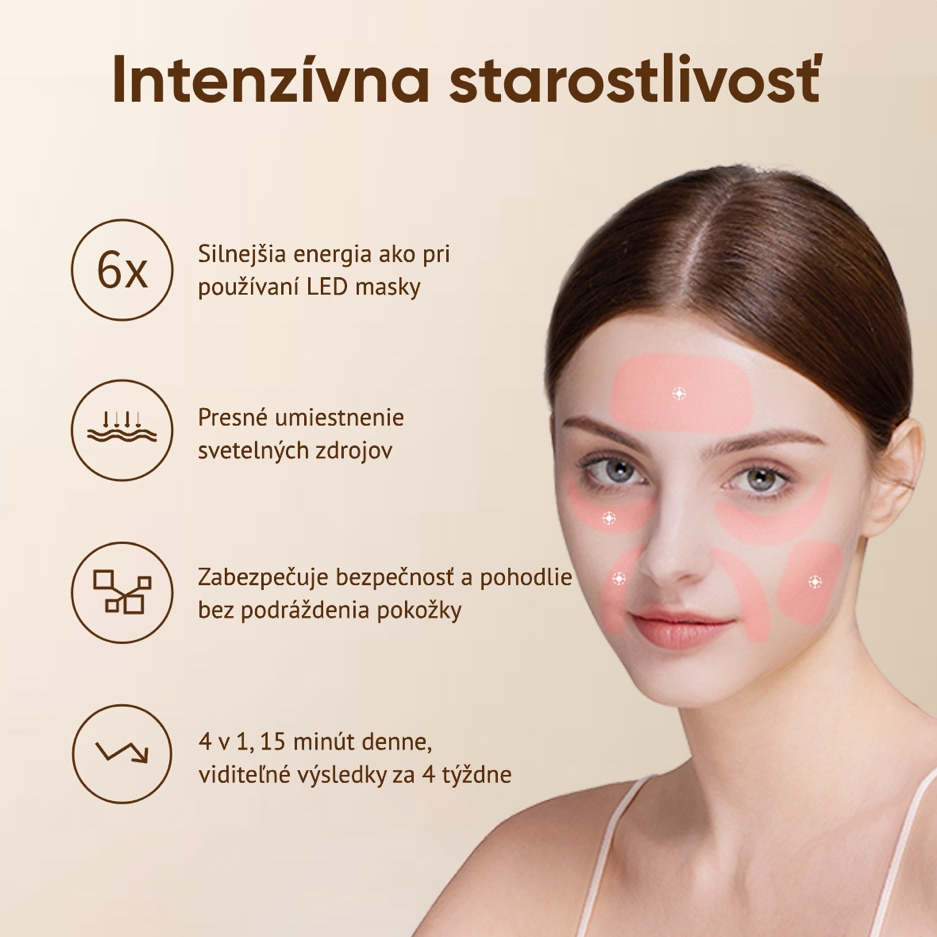 Intenzívna starostlivosť
6x
Silnejšia energia ako pri
používaní LED masky
Presné umiestnenie
svetelných zdrojov
Zabezpečuje bezpečnosť a pohodlie
bez podráždenia pokožky
4 v 1, 15 minút denne,
viditeľné výsledky za 4 týždne